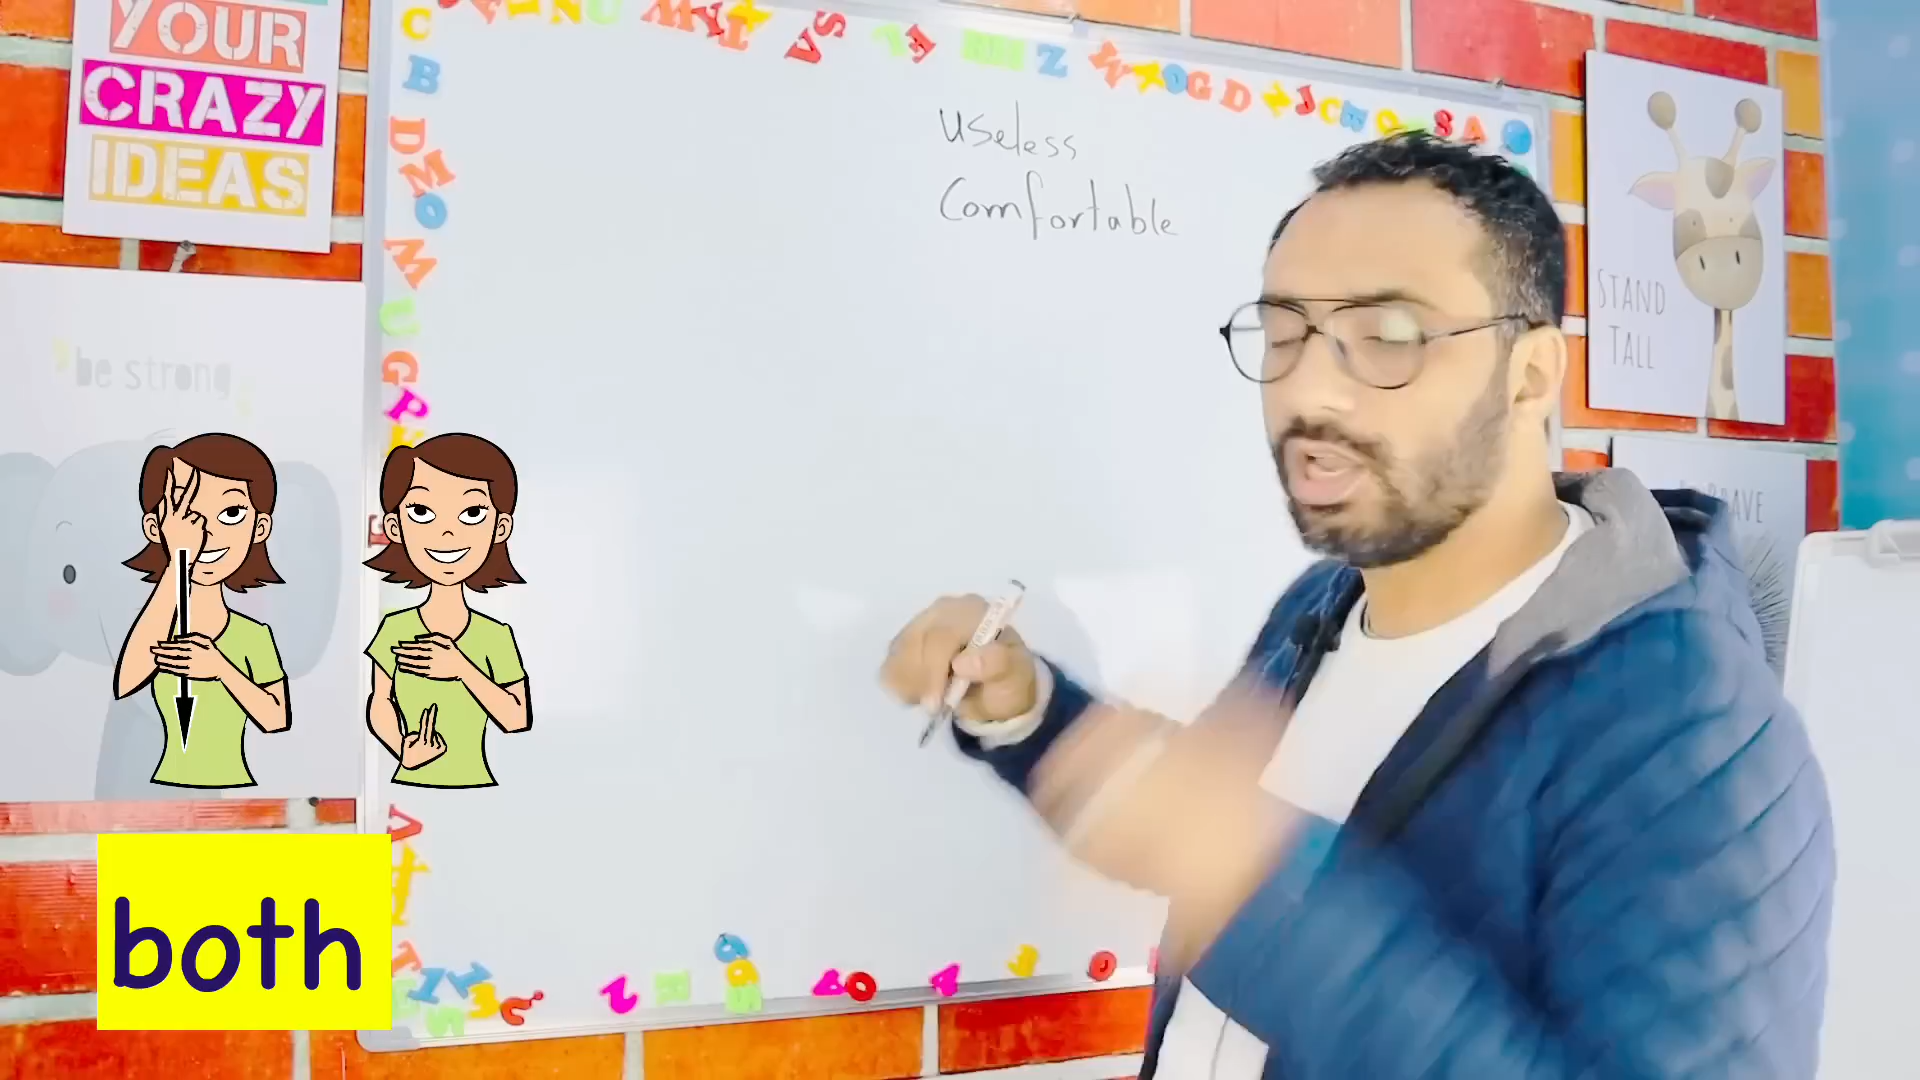 YOUR
CRAZY
IDEAS
be strong
useless
Comfortable
STAND
TALL
both